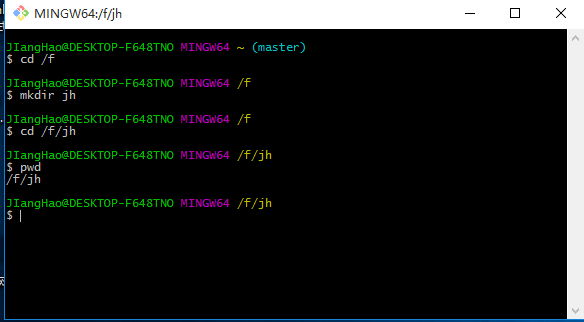 MINGW64:/f/jh
JIangHao@DESKTOP-F648TNO MINGW64 ~ (master)
$ cd /f
JIangHao@DESKTOP-F648TNO MINGW64 /f
$ mkdir jh
JIangHao@DESKTOP-F648TNO MINGW64 /f
$ cd /f/jh
JIangHao@DESKTOP-F648TNO MINGW64 /f/jh
$ pwd
/f/jh
JIangHao@DESKTOP-F648TNO MINGW64 /f/jh
$